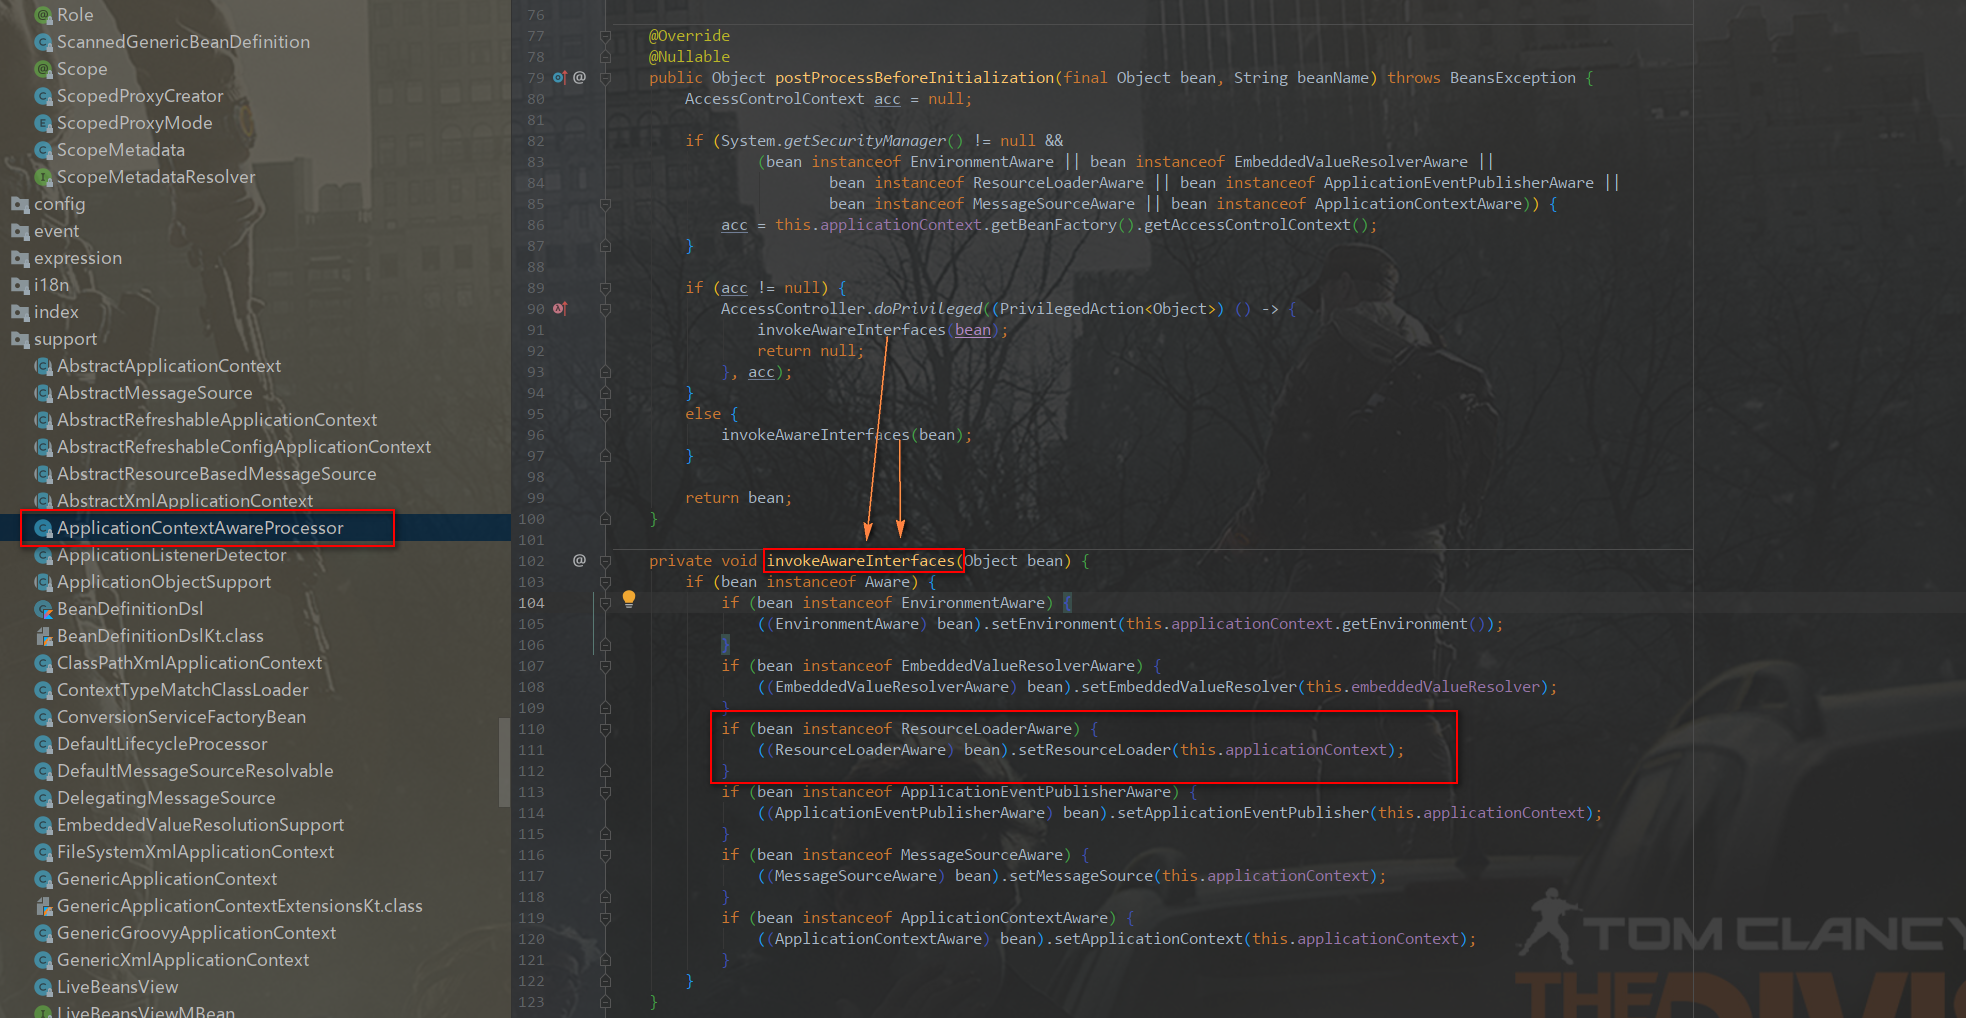 Role
ScannedGenericBeanDefinition
Scope
ScopedProxyCreator
ScopedProxyMode
ScopeMetadata
ScopeMetadataResolver
config
event
expression
i18n
index
support
AbstractApplicationContext
AbstractMessageSource
AbstractRefreshableApplicationContext
AbstractRefreshableConfigApplicationContext
AbstractResourceBasedMessageSource
AbstractXmlApplicationContext
ApplicationContextAwareProcessor
ApplicationListenerDetector
ApplicationObjectSupport
BeanDefinitionDsl
BeanDefinitionDslKt.class
ClassPathXmlApplicationContext
ContextTypeMatchClassLoader
ConversionServiceFactoryBean
DefaultLifecycleProcessor
DefaultMessageSourceResolvable
DelegatingMessageSource
EmbeddedValueResolutionSupport
FileSystemXmlApplicationContext
GenericApplicationContext
GenericApplicationContextExtensionsKt.class
GenericGroovyApplicationContext
GenericXmlApplicationContext
LiveBeansView
LiveBeansViewMBean
76
77 @Override
78 @Nullable
79 @ public Object postProcessBeforeInitialization(final Object bean, String beanName) throws BeansException {
80 AccessControlContext acc = null;
81
82 if (System.getSecurityManager() != null &&
83 (bean instanceof EnvironmentAware || bean instanceof EmbeddedValueResolverAware ||
84 bean instanceof ResourceLoaderAware || bean instanceof ApplicationEventPublisherAware ||
85 bean instanceof MessageSourceAware || bean instanceof ApplicationContextAware)) {
86 acc = this.applicationContext.getBeanFactory().getAccessControlContext();
87 }
88
89 if (acc != null) {
90 AccessController.doPrivileged((PrivilegedAction<Object>) () -> {
91 invokeAwareInterfaces(bean);
92 return null;
93 }, acc);
94 }
95 else {
96 invokeAwareInterfaces(bean);
97 }
98
99 return bean;
100 }
101
102 @ private void invokeAwareInterfaces(Object bean) {
103 if (bean instanceof Aware) {
104 if (bean instanceof EnvironmentAware) {
105 ((EnvironmentAware) bean).setEnvironment(this.applicationContext.getEnvironment());
106 }
107 if (bean instanceof EmbeddedValueResolverAware) {
108 ((EmbeddedValueResolverAware) bean).setEmbeddedValueResolver(this.embeddedValueResolver);
109 }
110 if (bean instanceof ResourceLoaderAware) {
111 ((ResourceLoaderAware) bean).setResourceLoader(this.applicationContext);
112 }
113 if (bean instanceof ApplicationEventPublisherAware) {
114 ((ApplicationEventPublisherAware) bean).setApplicationEventPublisher(this.applicationContext);
115 }
116 if (bean instanceof MessageSourceAware) {
117 ((MessageSourceAware) bean).setMessageSource(this.applicationContext);
118 }
119 if (bean instanceof ApplicationContextAware) {
120 ((ApplicationContextAware) bean).setApplicationContext(this.applicationContext);
121 }
122 }
123 }
TOM CLANCY
THE DIVIS